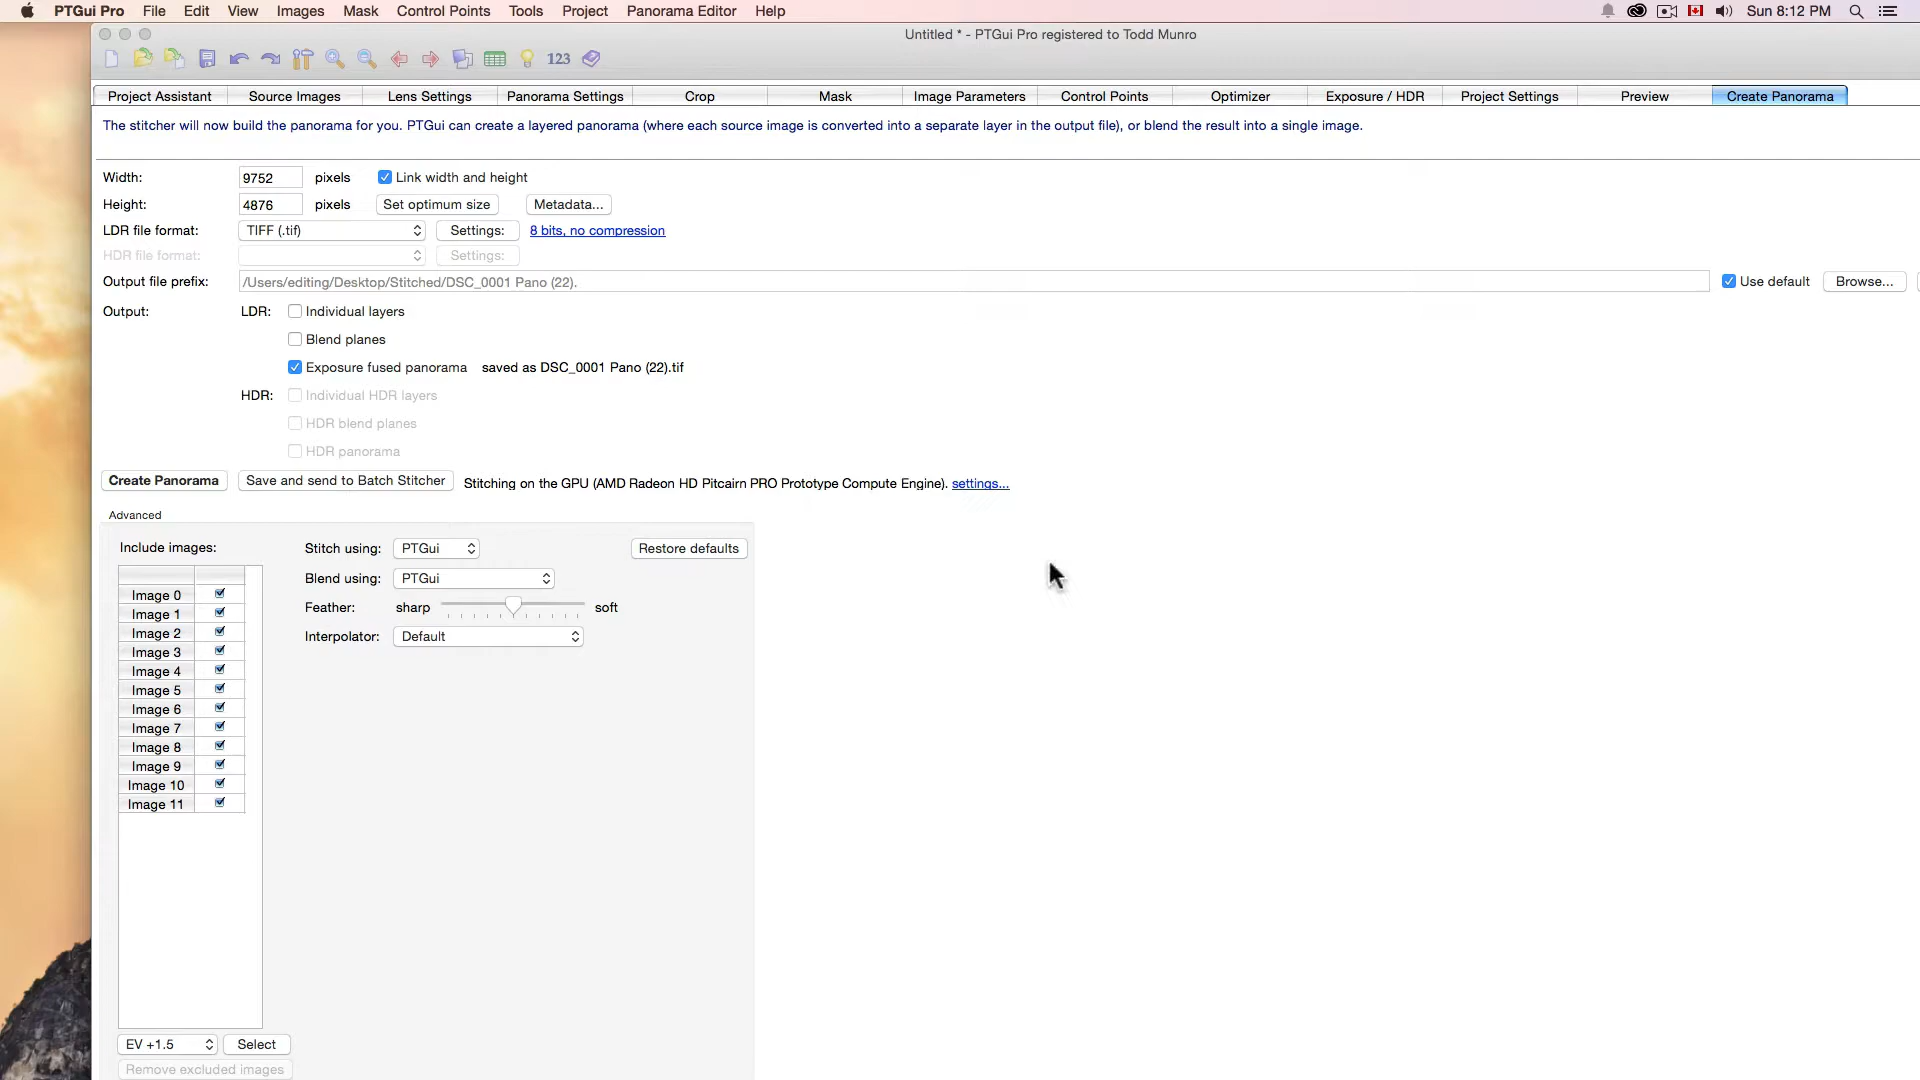 PTGui Pro File Edit View Images Mask Control Points Tools Project Panorama Editor Help Sun 8:12 PM
Untitled * - PTGui Pro registered to Todd Munro
123
Project Assistant Source Images Lens Settings Panorama Settings Crop Mask Image Parameters Control Points Optimizer Exposure / HDR Project Settings Preview Create Panorama
The stitcher will now build the panorama for you. PTGui can create a layered panorama (where each source image is converted into a separate layer in the output file), or blend the result into a single image.
Width: 9752 pixels Link width and height
Height: 4876 pixels Set optimum size Metadata...
LDR file format: TIFF (.tif) Settings: 8 bits, no compression
HDR file format: Settings:
Output file prefix: /Users/editing/Desktop/Stitched/DSC_0001 Pano (22). Use default Browse...
Output: LDR: Individual layers
Blend planes
Exposure fused panorama saved as DSC_0001 Pano (22).tif
HDR: Individual HDR layers
HDR blend planes
HDR panorama
Create Panorama Save and send to Batch Stitcher Stitching on the GPU (AMD Radeon HD Pitcairn PRO Prototype Compute Engine). settings...
Advanced
Include images: Stitch using: PTGui Restore defaults
Blend using: PTGui
Feather: sharp soft
Interpolator: Default
Image 0
Image 1
Image 2
Image 3
Image 4
Image 5
Image 6
Image 7
Image 8
Image 9
Image 10
Image 11
EV +1.5 Select
Remove excluded images